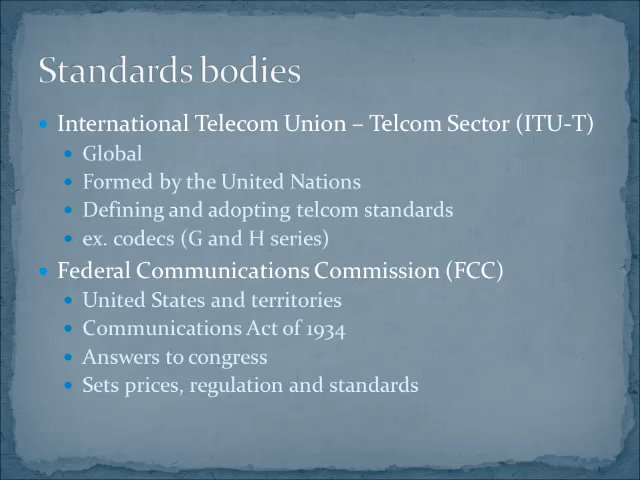 Standards bodies
• International Telecom Union – Telcom Sector (ITU-T)
• Global
• Formed by the United Nations
• Defining and adopting telcom standards
• ex. codecs (G and H series)
• Federal Communications Commission (FCC)
• United States and territories
• Communications Act of 1934
• Answers to congress
• Sets prices, regulation and standards